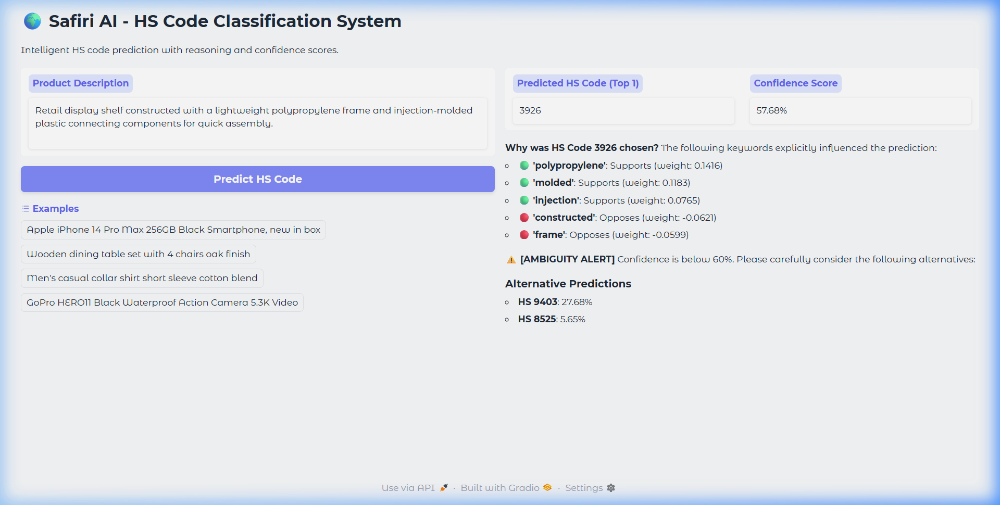 Safiri AI - HS Code Classification System
Intelligent HS code prediction with reasoning and confidence scores.
Product Description
Retail display shelf constructed with a lightweight polypropylene frame and injection-molded
plastic connecting components for quick assembly.
Predict HS Code
Examples
Apple iPhone 14 Pro Max 256GB Black Smartphone, new in box
Wooden dining table set with 4 chairs oak finish
Men's casual collar shirt short sleeve cotton blend
GoPro HERO11 Black Waterproof Action Camera 5.3K Video
Predicted HS Code (Top 1)
3926
Confidence Score
57.68%
Why was HS Code 3926 chosen? The following keywords explicitly influenced the prediction:
'polypropylene': Supports (weight: 0.1416)
'molded': Supports (weight: 0.1183)
'injection': Supports (weight: 0.0765)
'constructed': Opposes (weight: -0.0621)
'frame': Opposes (weight: -0.0599)
[AMBIGUITY ALERT] Confidence is below 60%. Please carefully consider the following alternatives:
Alternative Predictions
HS 9403: 27.68%
HS 8525: 5.65%
Use via API · Built with Gradio · Settings